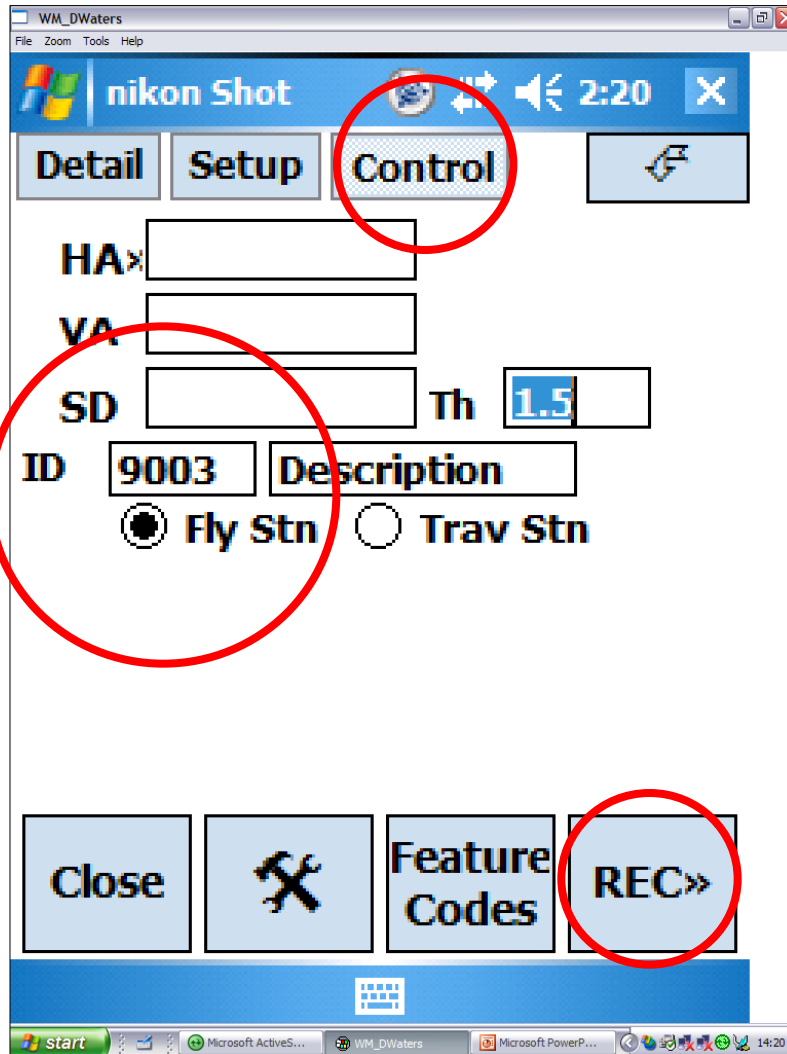 WM_DWaters
File Zoom Tools Help
nikon Shot 2:20
Detail Setup Control
HA»
VA
SD Th 1.5
ID 9003 Description
Fly Stn Trav Stn
Close Feature Codes REC»
start Microsoft ActiveS... WM_DWaters Microsoft PowerP... 14:20